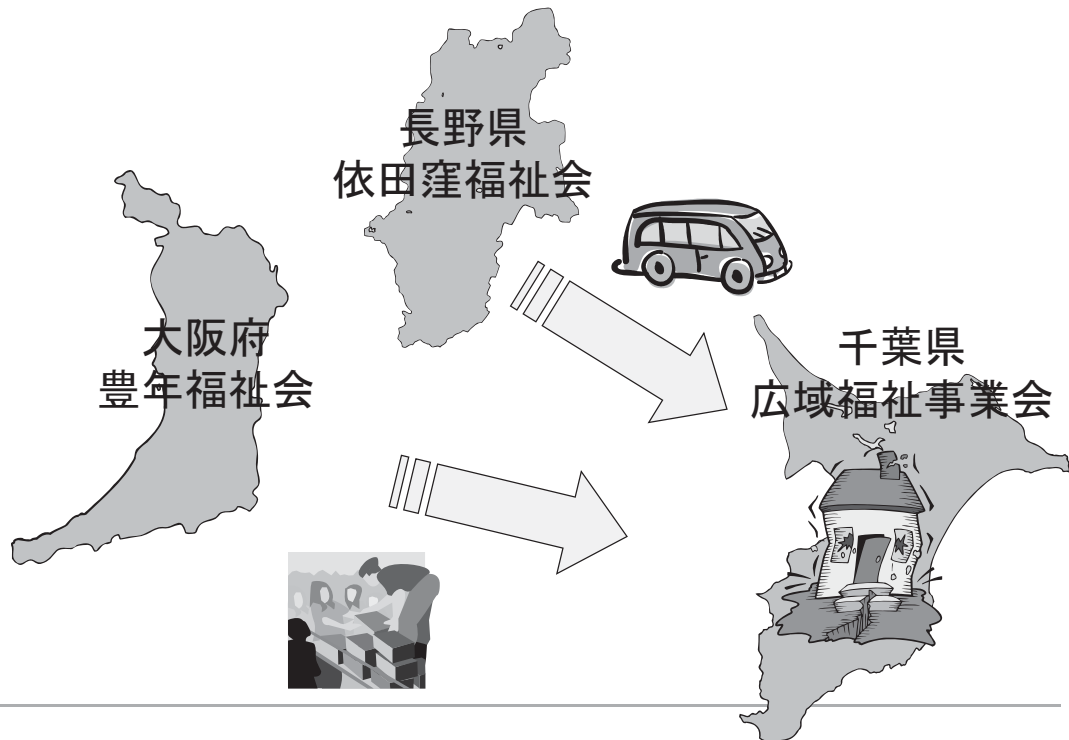 長野県
依田窪福祉会
大阪府
豊年福祉会
千葉県
広域福祉事業会